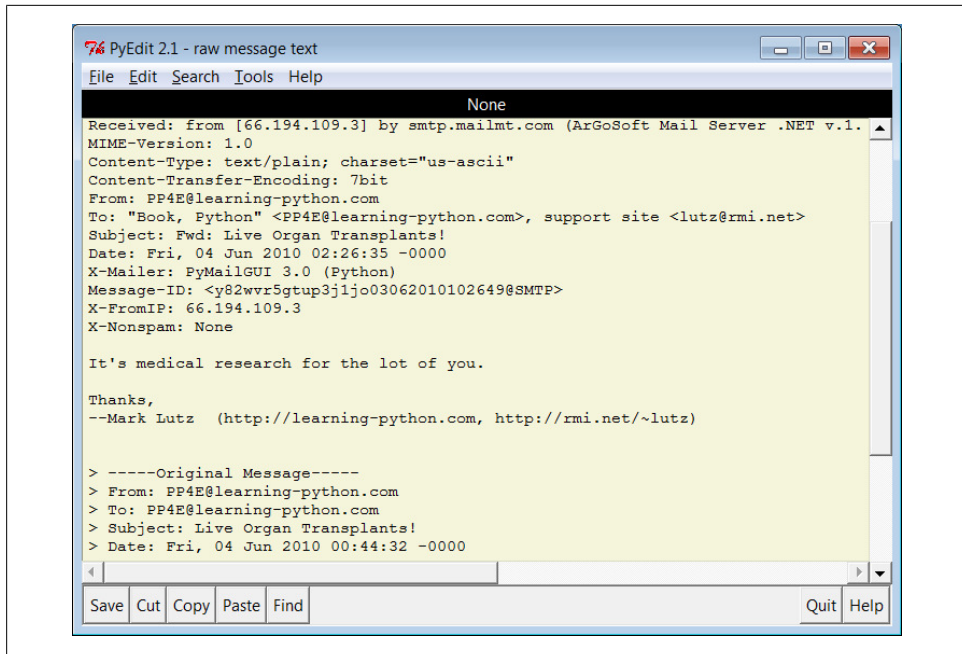 PyEdit 2.1 - raw message text
File Edit Search Tools Help
None
Received: from [66.194.109.3] by smtp.mailmt.com (ArGoSoft Mail Server .NET v.1.
MIME-Version: 1.0
Content-Type: text/plain; charset="us-ascii"
Content-Transfer-Encoding: 7bit
From: PP4E@learning-python.com
To: "Book, Python" <PP4E@learning-python.com>, support site <lutz@rmi.net>
Subject: Fwd: Live Organ Transplants!
Date: Fri, 04 Jun 2010 02:26:35 -0000
X-Mailer: PyMailGUI 3.0 (Python)
Message-ID: <y82wvr5gtup3j1jo03062010102649@SMTP>
X-FromIP: 66.194.109.3
X-Nonspam: None
It's medical research for the lot of you.
Thanks,
--Mark Lutz  (http://learning-python.com, http://rmi.net/~lutz)
> -----Original Message-----
> From: PP4E@learning-python.com
> To: PP4E@learning-python.com
> Subject: Live Organ Transplants!
> Date: Fri, 04 Jun 2010 00:44:32 -0000
Save Cut Copy Paste Find Quit Help